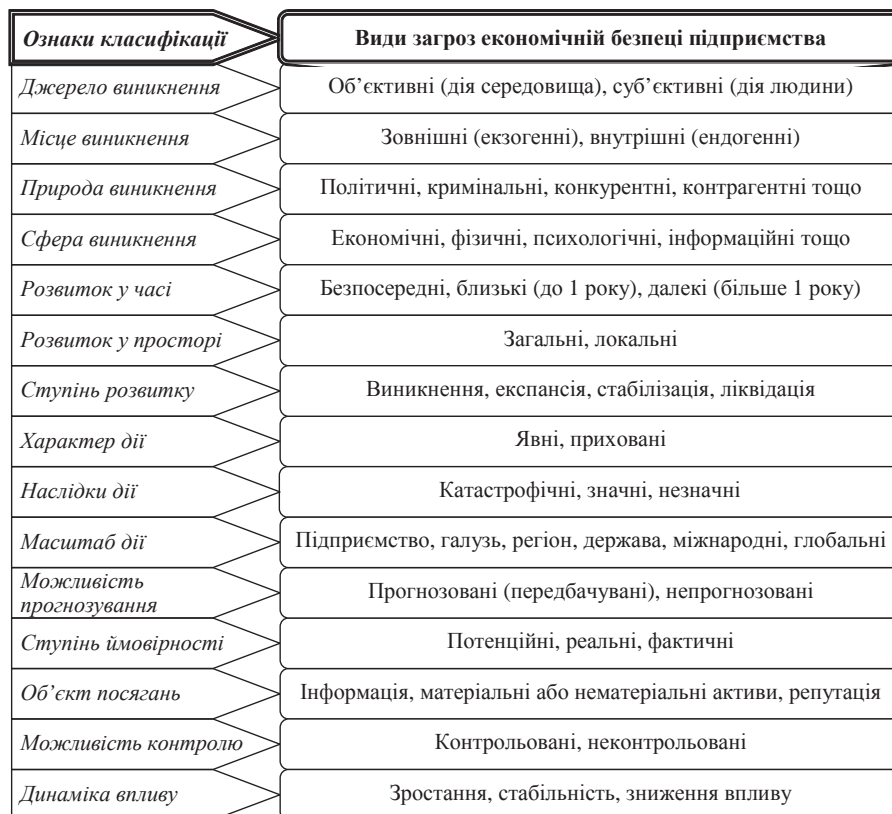 Ознаки класифікації
Види загроз економічній безпеці підприємства
Джерело виникнення
Об’єктивні (дія середовища), суб’єктивні (дія людини)
Місце виникнення
Зовнішні (екзогенні), внутрішні (ендогенні)
Природа виникнення
Політичні, кримінальні, конкурентні, контрагентні тощо
Сфера виникнення
Економічні, фізичні, психологічні, інформаційні тощо
Розвиток у часі
Безпосередні, близькі (до 1 року), далекі (більше 1 року)
Розвиток у просторі
Загальні, локальні
Ступінь розвитку
Виникнення, експансія, стабілізація, ліквідація
Характер дії
Явні, приховані
Наслідки дії
Катастрофічні, значні, незначні
Масштаб дії
Підприємство, галузь, регіон, держава, міжнародні, глобальні
Можливість
прогнозування
Прогнозовані (передбачувані), непрогнозовані
Ступінь ймовірності
Потенційні, реальні, фактичні
Об’єкт посягань
Інформація, матеріальні або нематеріальні активи, репутація
Можливість контролю
Контрольовані, неконтрольовані
Динаміка впливу
Зростання, стабільність, зниження впливу